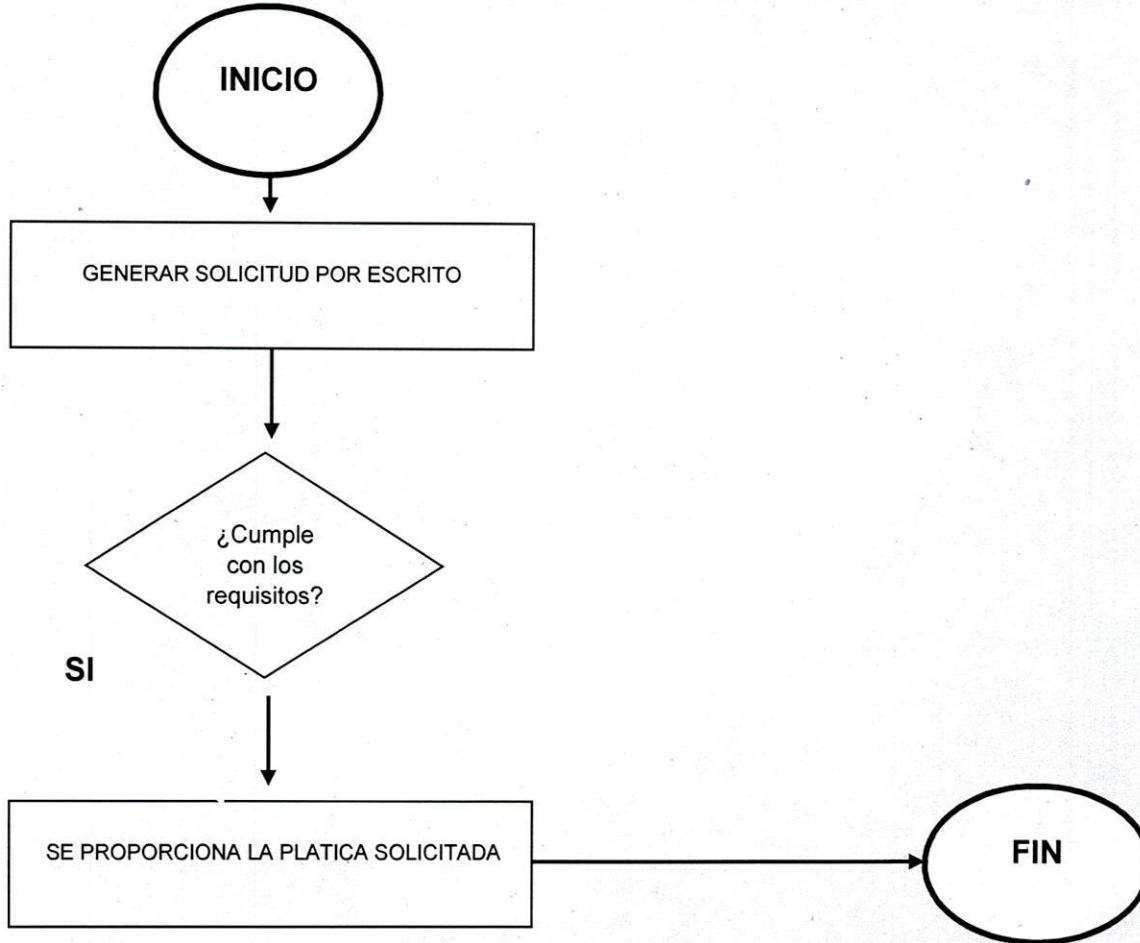 INICIO
GENERAR SOLICITUD POR ESCRITO
¿Cumple
con los
requisitos?
SI
SE PROPORCIONA LA PLATICA SOLICITADA
FIN